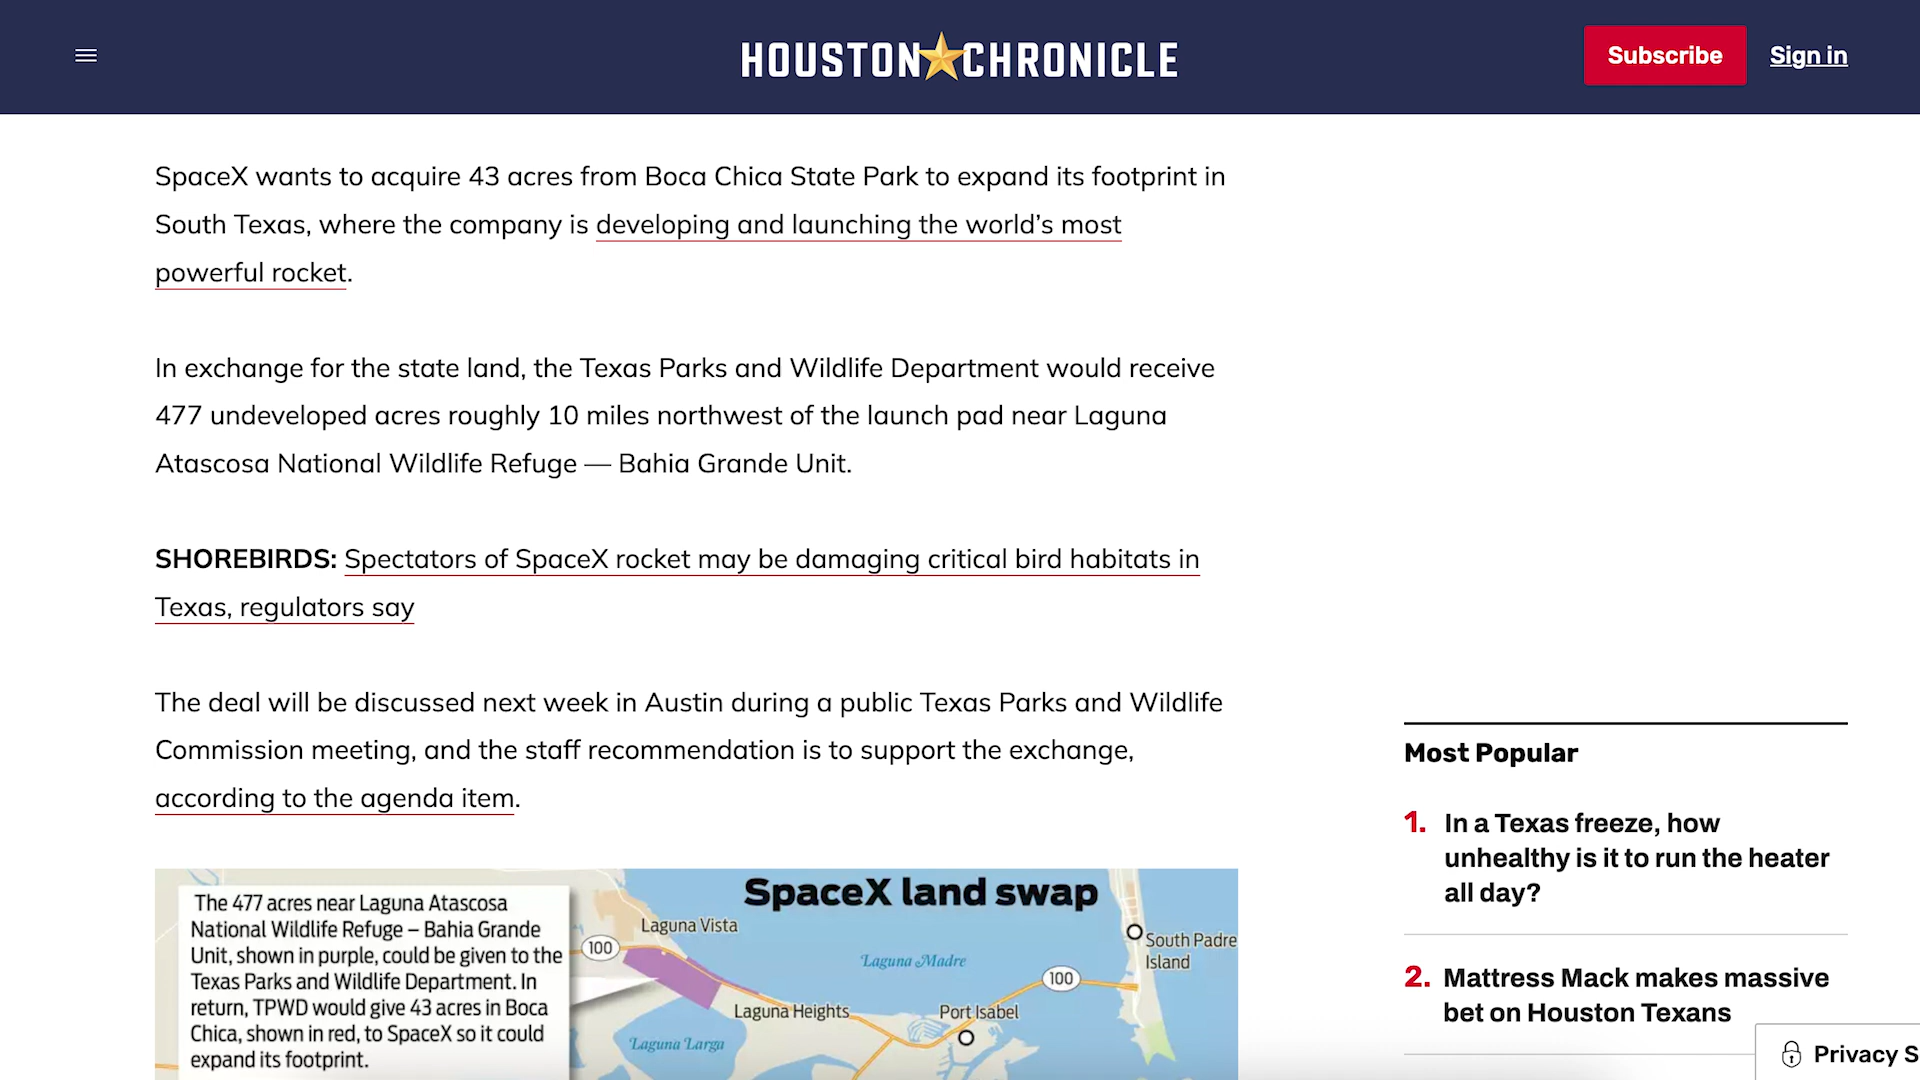 HOUSTON CHRONICLE
Subscribe
Sign in
SpaceX wants to acquire 43 acres from Boca Chica State Park to expand its footprint in
South Texas, where the company is developing and launching the world’s most
powerful rocket.
In exchange for the state land, the Texas Parks and Wildlife Department would receive
477 undeveloped acres roughly 10 miles northwest of the launch pad near Laguna
Atascosa National Wildlife Refuge — Bahia Grande Unit.
SHOREBIRDS: Spectators of SpaceX rocket may be damaging critical bird habitats in
Texas, regulators say
The deal will be discussed next week in Austin during a public Texas Parks and Wildlife
Commission meeting, and the staff recommendation is to support the exchange,
according to the agenda item.
SpaceX land swap
The 477 acres near Laguna Atascosa
National Wildlife Refuge – Bahia Grande
Unit, shown in purple, could be given to the
Texas Parks and Wildlife Department. In
return, TPWD would give 43 acres in Boca
Chica, shown in red, to SpaceX so it could
expand its footprint.
Laguna Vista
100
Laguna Madre
South Padre
Island
100
Laguna Heights
Port Isabel
Laguna Larga
Most Popular
1. In a Texas freeze, how
unhealthy is it to run the heater
all day?
2. Mattress Mack makes massive
bet on Houston Texans
Privacy S